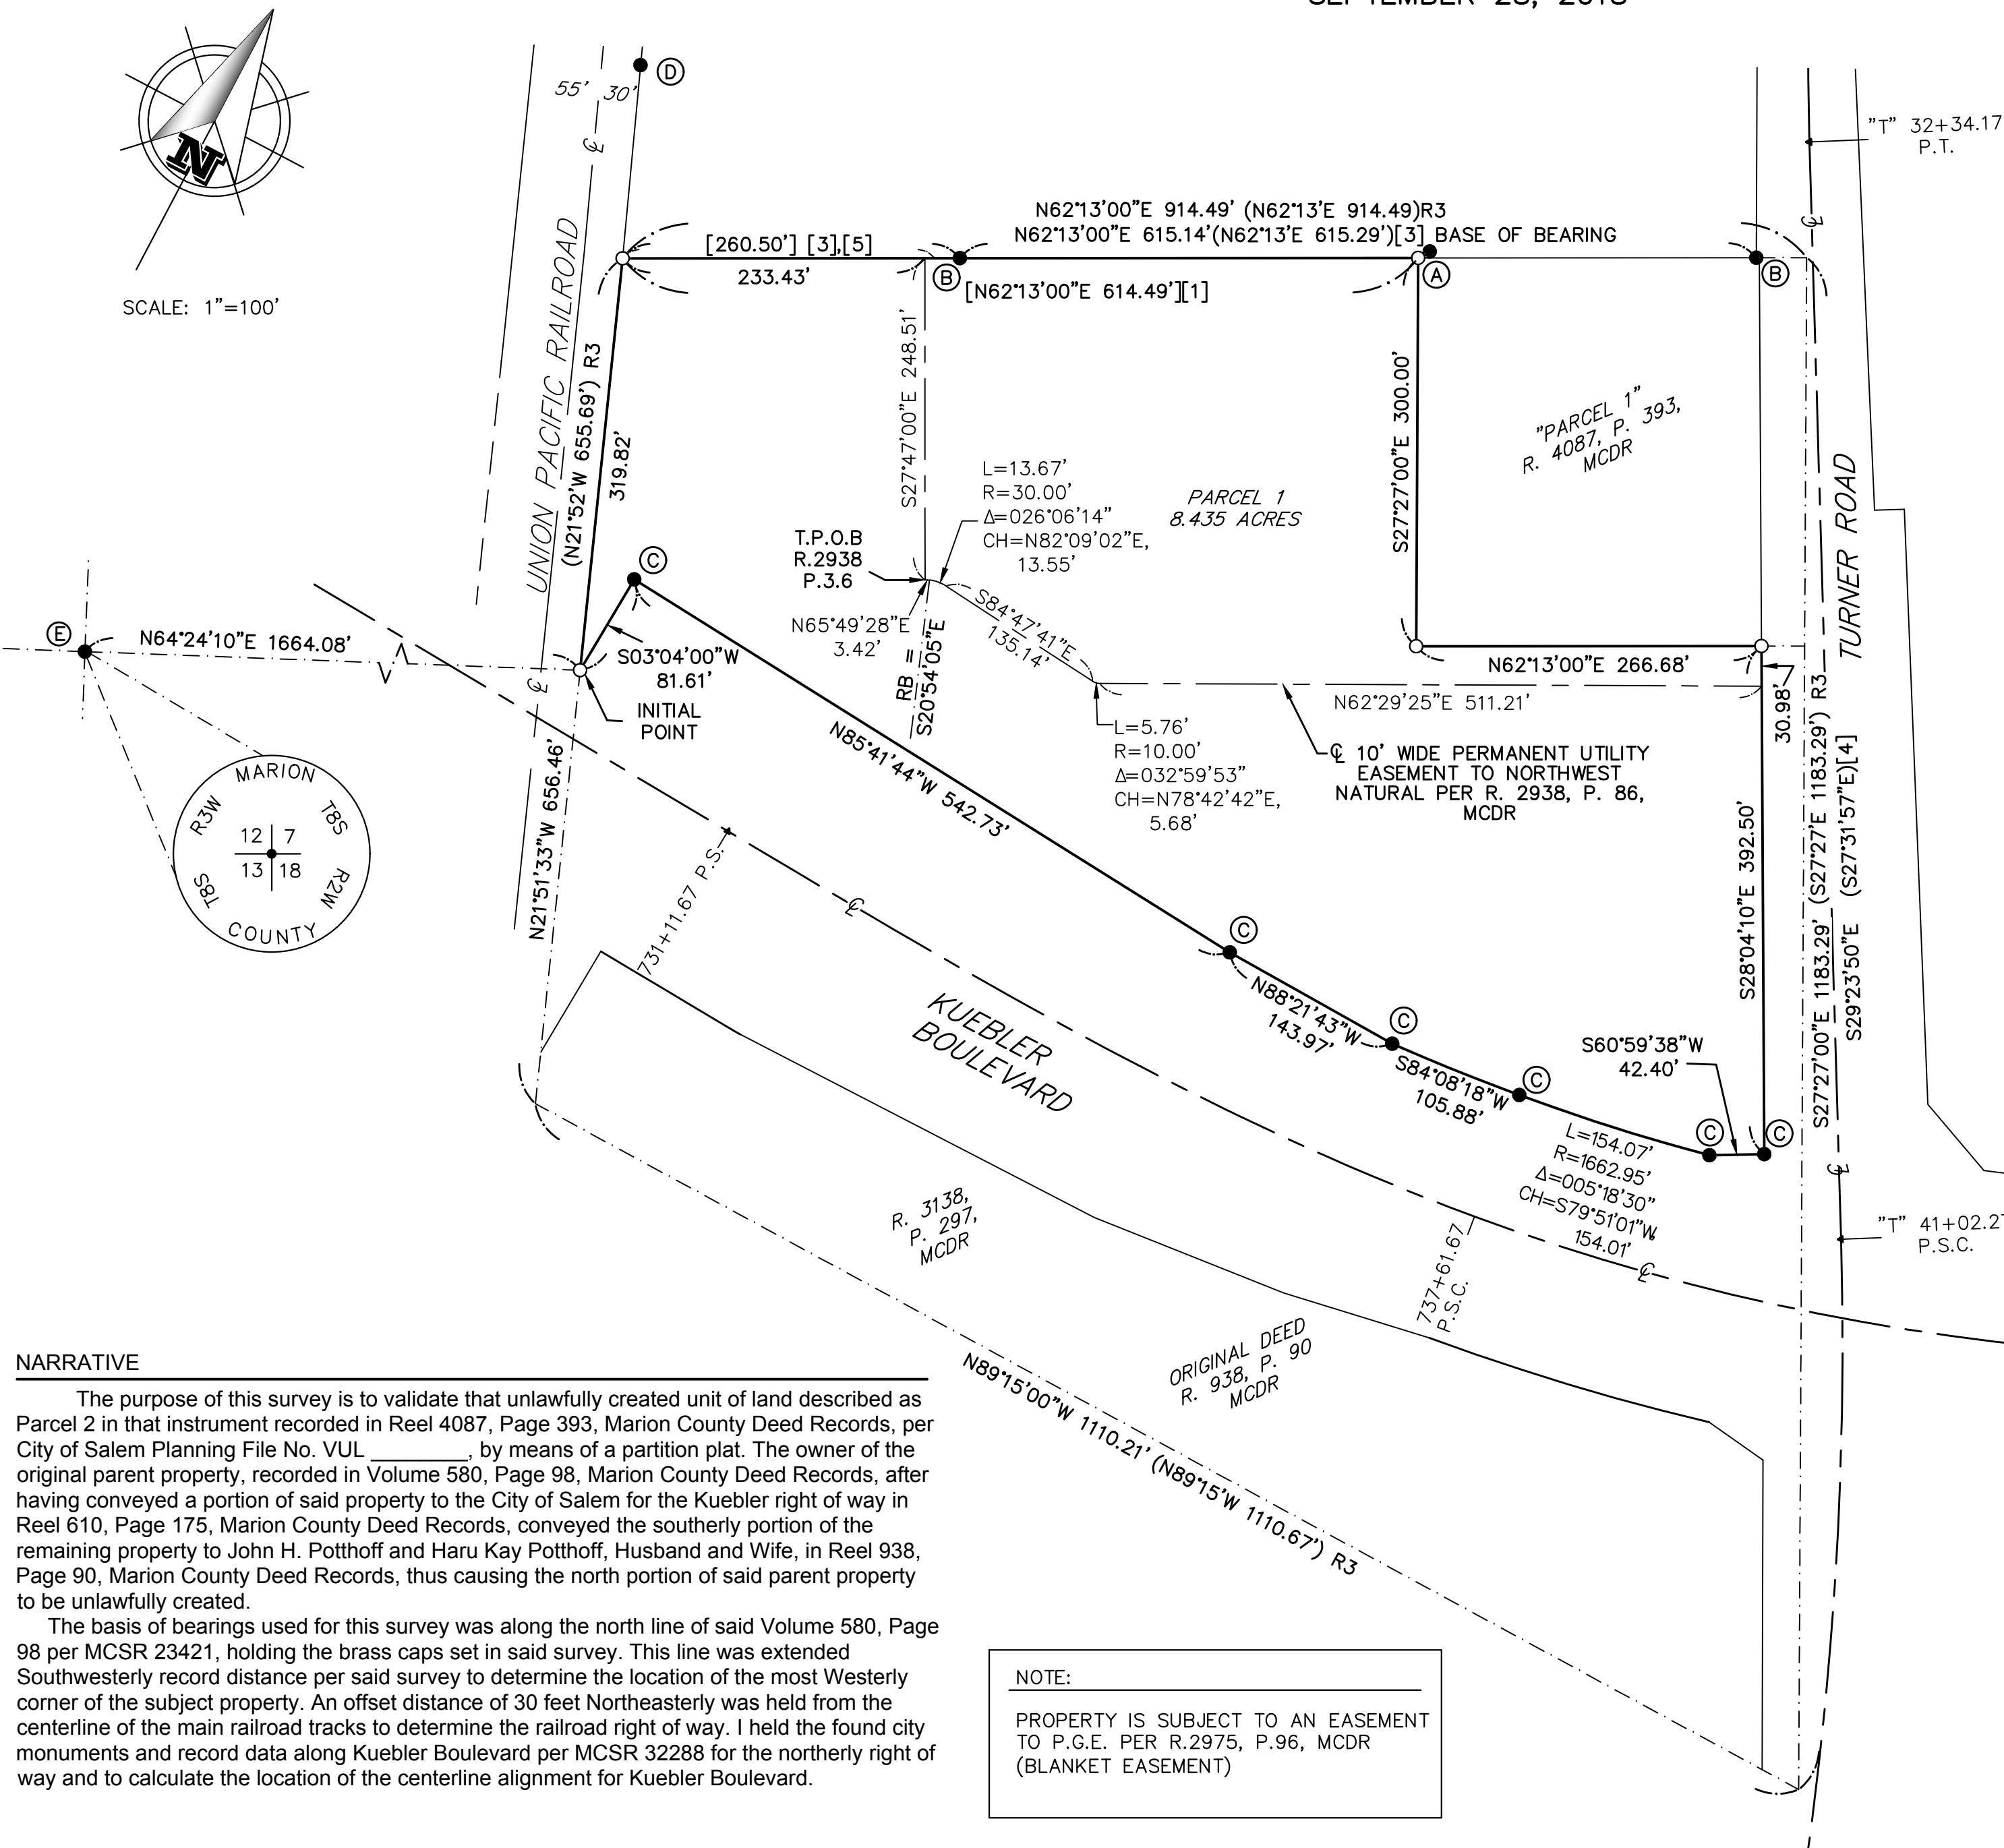 N
SCALE: 1"=100'
55' 30'
D
"T" 32+34.17
P.T.
N62°13'00"E 914.49' (N62°13'E 914.49)R3
N62°13'00"E 615.14'(N62°13'E 615.29')[3] BASE OF BEARING
[260.50'] [3],[5]
233.43'
B
[N62°13'00"E 614.49'][1]
A
B
UNION PACIFIC RAILROAD
(N21°52'W 655.69') R3
319.82'
S27°47'00"E 248.51'
S27°27'00"E 300.00'
"PARCEL 1"
R. 4087, P. 393,
MCDR
TURNER ROAD
L=13.67'
R=30.00'
Δ=026°06'14"
CH=N82°09'02"E,
13.55'
PARCEL 1
8.435 ACRES
T.P.O.B
R.2938
P.3.6
C
N65°49'28"E
3.42'
RB =
S20°54'05"E
S84°47'41"E
135.14'
E
N64°24'10"E 1664.08'
S03°04'00"W
81.61'
INITIAL
POINT
N62°13'00"E 266.68'
30.98'
N62°29'25"E 511.21'
L=5.76'
R=10.00'
Δ=032°59'53"
CH=N78°42'42"E,
5.68'
℄ 10' WIDE PERMANENT UTILITY
EASEMENT TO NORTHWEST
NATURAL PER R. 2938, P. 86,
MCDR
MARION
R3W T8S
12 7
13 18
T8S R2W
COUNTY
N21°51'33"W 656.46'
N85°41'44"W 542.73'
731+11.67 P.S.
C
KUEBLER
BOULEVARD
N88°21'43"W
143.97'
C
S84°08'18"W
105.88'
C
S60°59'38"W
42.40'
S28°04'10"E 392.50'
S27°27'00"E 1183.29' (S27°27'E 1183.29') R3
S29°23'50"E (S27°31'57"E)[4]
C
C
L=154.07'
R=1662.95'
Δ=005°18'30"
CH=S79°51'01"W,
154.01'
"T" 41+02.27
P.S.C.
R. 3138,
P. 297,
MCDR
737+61.67
P.S.C.
ORIGINAL DEED
R. 938, P. 90
MCDR
N89°15'00"W 1110.21' (N89°15'W 1110.67') R3
NARRATIVE
The purpose of this survey is to validate that unlawfully created unit of land described as
Parcel 2 in that instrument recorded in Reel 4087, Page 393, Marion County Deed Records, per
City of Salem Planning File No. VUL ________, by means of a partition plat. The owner of the
original parent property, recorded in Volume 580, Page 98, Marion County Deed Records, after
having conveyed a portion of said property to the City of Salem for the Kuebler right of way in
Reel 610, Page 175, Marion County Deed Records, conveyed the southerly portion of the
remaining property to John H. Potthoff and Haru Kay Potthoff, Husband and Wife, in Reel 938,
Page 90, Marion County Deed Records, thus causing the north portion of said parent property
to be unlawfully created.
The basis of bearings used for this survey was along the north line of said Volume 580, Page
98 per MCSR 23421, holding the brass caps set in said survey. This line was extended
Southwesterly record distance per said survey to determine the location of the most Westerly
corner of the subject property. An offset distance of 30 feet Northeasterly was held from the
centerline of the main railroad tracks to determine the railroad right of way. I held the found city
monuments and record data along Kuebler Boulevard per MCSR 32288 for the northerly right of
way and to calculate the location of the centerline alignment for Kuebler Boulevard.
NOTE:
PROPERTY IS SUBJECT TO AN EASEMENT
TO P.G.E. PER R.2975, P.96, MCDR
(BLANKET EASEMENT)